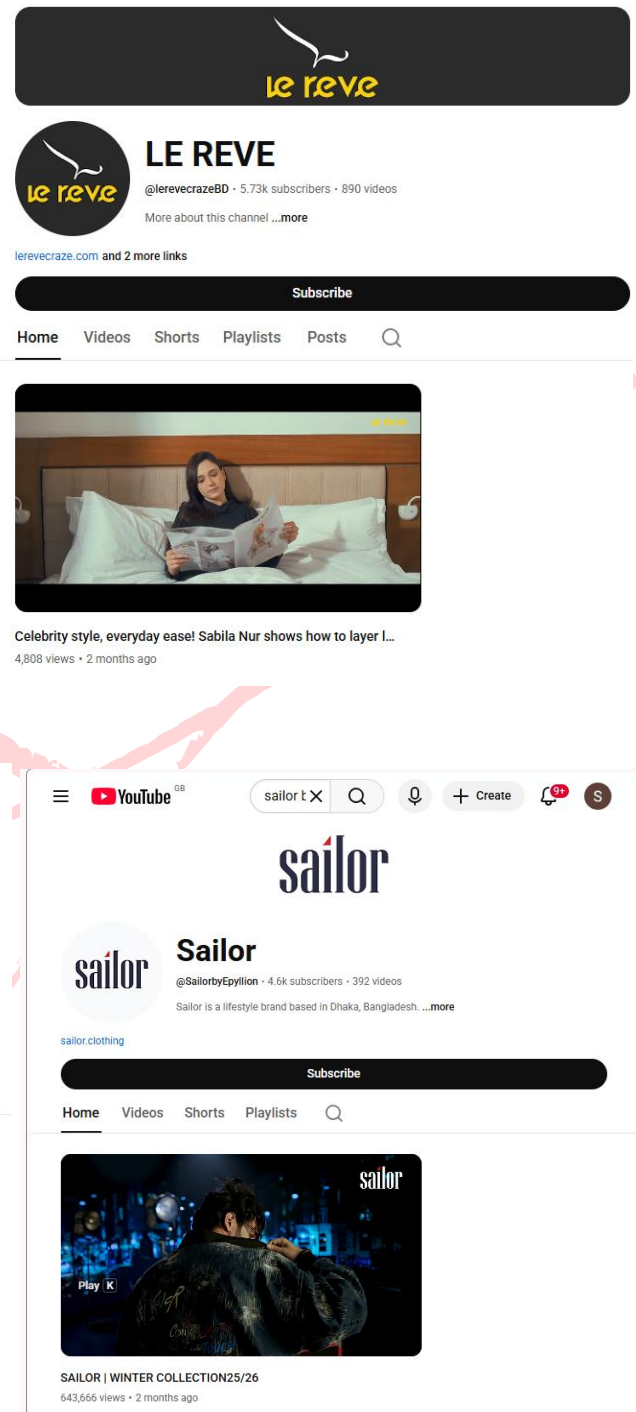 Le reve
Le reve
LE REVE
@lerevecrazeBD • 5.73k subscribers • 890 videos
More about this channel ...more
lerevecraze.com and 2 more links
Subscribe
Home Videos Shorts Playlists Posts
Le reve
Celebrity style, everyday ease! Sabila Nur shows how to layer l...
4,808 views • 2 months ago
YouTube GB
sailor b
Create
9+
S
sailor
sailor
Sailor
@SailorbyEpyllion • 4.6k subscribers • 392 videos
Sailor is a lifestyle brand based in Dhaka, Bangladesh. ...more
sailor.clothing
Subscribe
Home Videos Shorts Playlists
sailor
Play K
SAILOR | WINTER COLLECTION25/26
643,666 views • 2 months ago